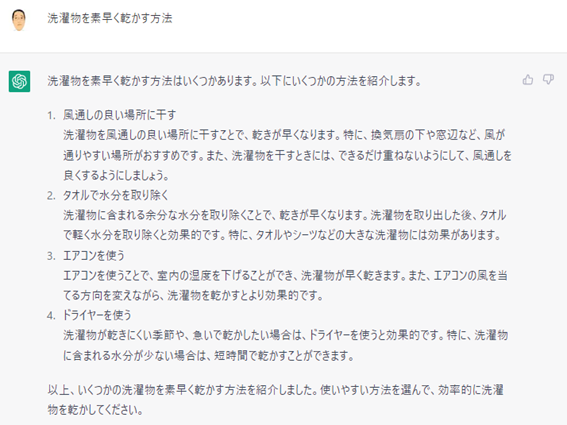 洗濯物を素早く乾かす方法
洗濯物を素早く乾かす方法はいくつかあります。以下にいくつかの方法を紹介します。
1. 風通しの良い場所に干す
洗濯物を風通しの良い場所に干すことで、乾きが早くなります。特に、換気扇の下や窓辺など、風が
通りやすい場所がおすすめです。また、洗濯物を干すときには、できるだけ重ねないようにして、風通しを
良くするようにしましょう。
2. タオルで水分を取り除く
洗濯物に含まれる余分な水分を取り除くことで、乾きが早くなります。洗濯物を取り出した後、タオル
で軽く水分を取り除くと効果的です。特に、タオルやシーツなどの大きな洗濯物には効果があります。
3. エアコンを使う
エアコンを使うことで、室内の湿度を下げることができ、洗濯物が早く乾きます。また、エアコンの風を当
てる方向を変えながら、洗濯物を乾かすとより効果的です。
4. ドライヤーを使う
洗濯物が乾きにくい季節や、急いで乾かしたい場合は、ドライヤーを使うと効果的です。特に、洗濯物
に含まれる水分が少ない場合は、短時間で乾かすことができます。
以上、いくつかの洗濯物を素早く乾かす方法を紹介しました。使いやすい方法を選んで、効率的に洗濯
物を乾かしてください。